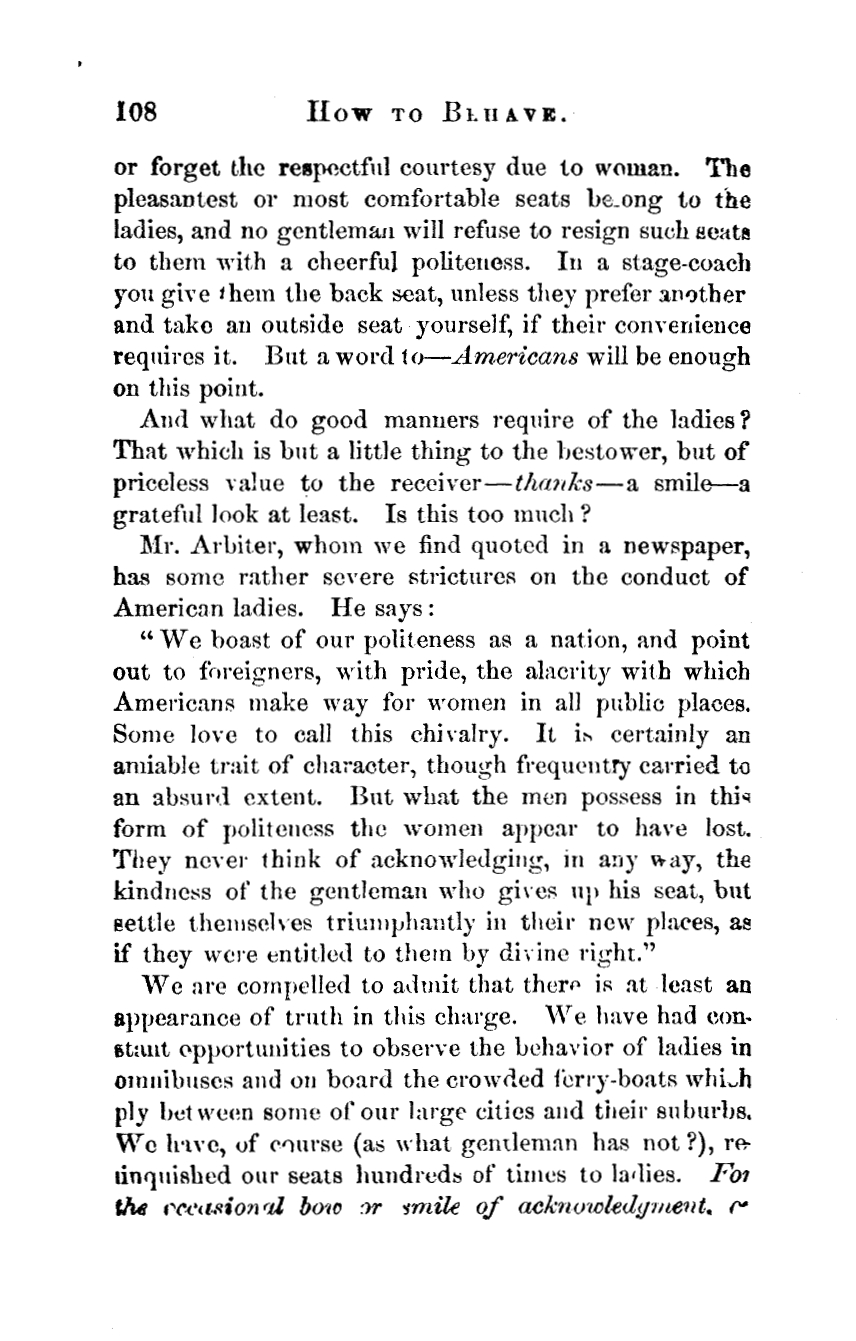 108 How to Behave.
or forget the respectful courtesy due to woman. The
pleasantest or most comfortable seats belong to the
ladies, and no gentleman will refuse to resign such seats
to them with a cheerful politeness. In a stage-coach
you give them the back seat, unless they prefer another
and take an outside seat yourself, if their convenience
requires it. But a word to—Americans will be enough
on this point.
And what do good manners require of the ladies?
That which is but a little thing to the bestower, but of
priceless value to the receiver—thanks—a smile—a
grateful look at least. Is this too much?
Mr. Arbiter, whom we find quoted in a newspaper,
has some rather severe strictures on the conduct of
American ladies. He says:
“We boast of our politeness as a nation, and point
out to foreigners, with pride, the alacrity with which
Americans make way for women in all public places.
Some love to call this chivalry. It is certainly an
amiable trait of character, though frequently carried to
an absurd extent. But what the men possess in this
form of politeness the women appear to have lost.
They never think of acknowledging, in any way, the
kindness of the gentleman who gives up his seat, but
settle themselves triumphantly in their new places, as
if they were entitled to them by divine right.”
We are compelled to admit that there is at least an
appearance of truth in this charge. We have had con-
stant opportunities to observe the behavior of ladies in
omnibuses and on board the crowded ferry-boats which
ply between some of our large cities and their suburbs.
We have, of course (as what gentleman has not?), re-
linquished our seats hundreds of times to ladies. For
the occasional bow or smile of acknowledgment,